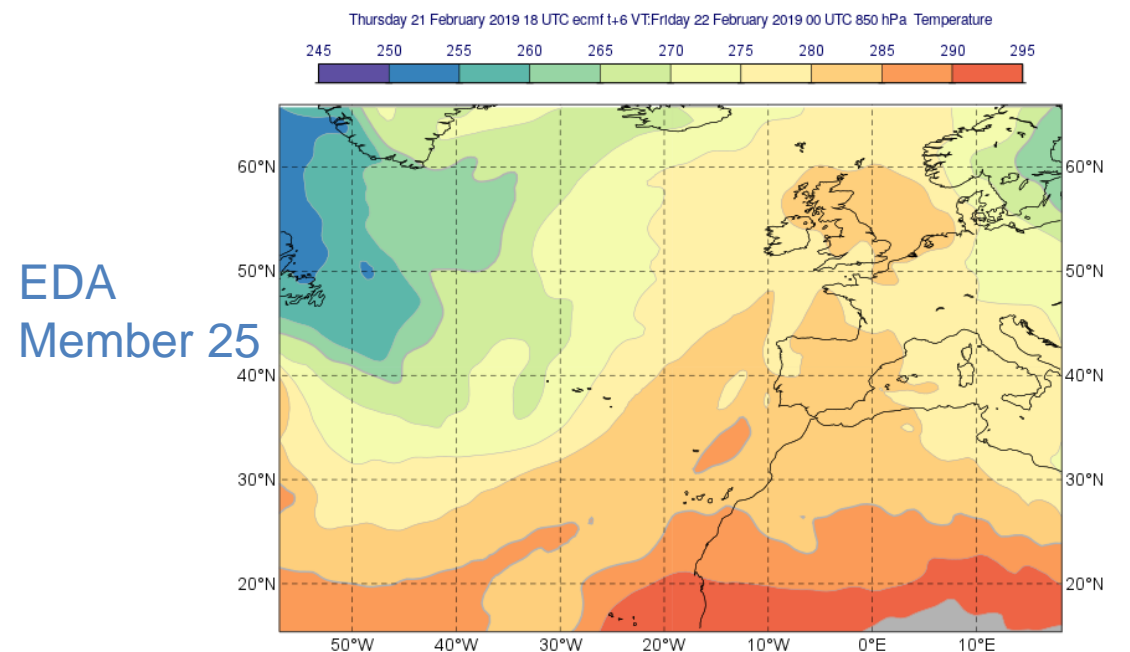 Thursday 21 February 2019 18 UTC ecmf t+6 VT:Friday 22 February 2019 00 UTC 850 hPa Temperature
245 250 255 260 265 270 275 280 285 290 295
EDA
Member 25
60°N 60°N
50°N 50°N
40°N 40°N
30°N 30°N
20°N 20°N
50°W 40°W 30°W 20°W 10°W 0°E 10°E